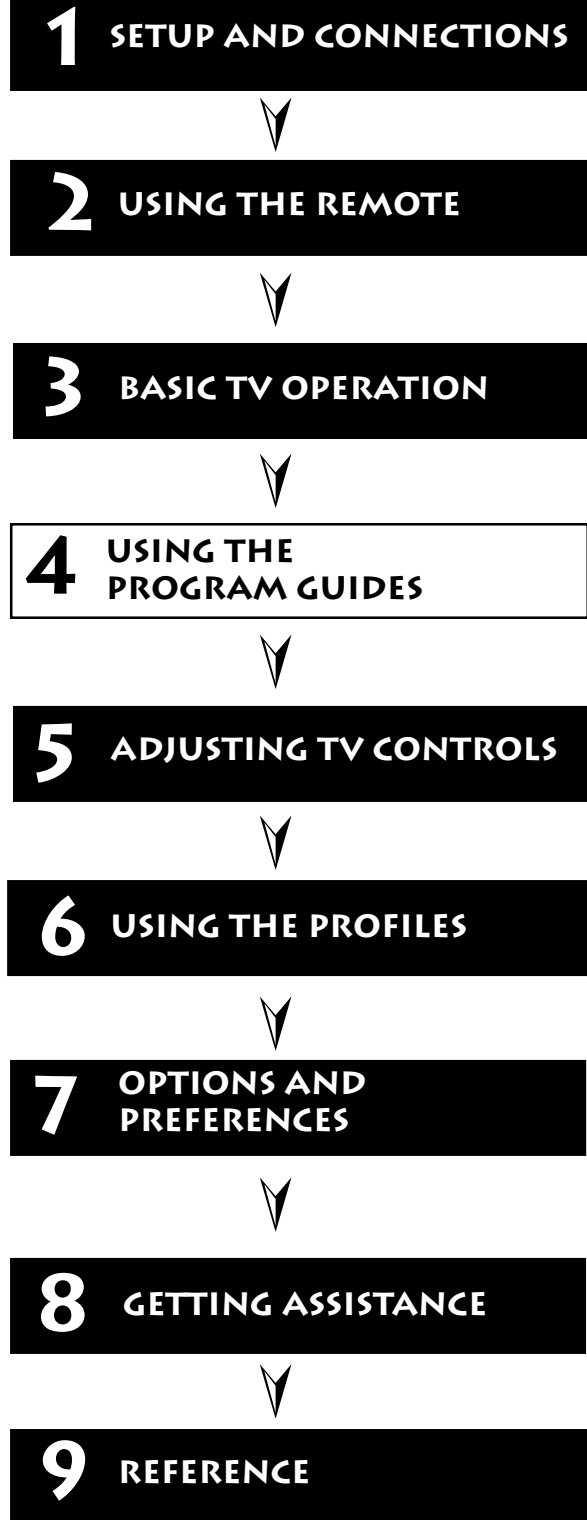 1 SETUP AND CONNECTIONS
2 USING THE REMOTE
3 BASIC TV OPERATION
4 USING THE
PROGRAM GUIDES
5 ADJUSTING TV CONTROLS
6 USING THE PROFILES
7 OPTIONS AND
PREFERENCES
8 GETTING ASSISTANCE
9 REFERENCE